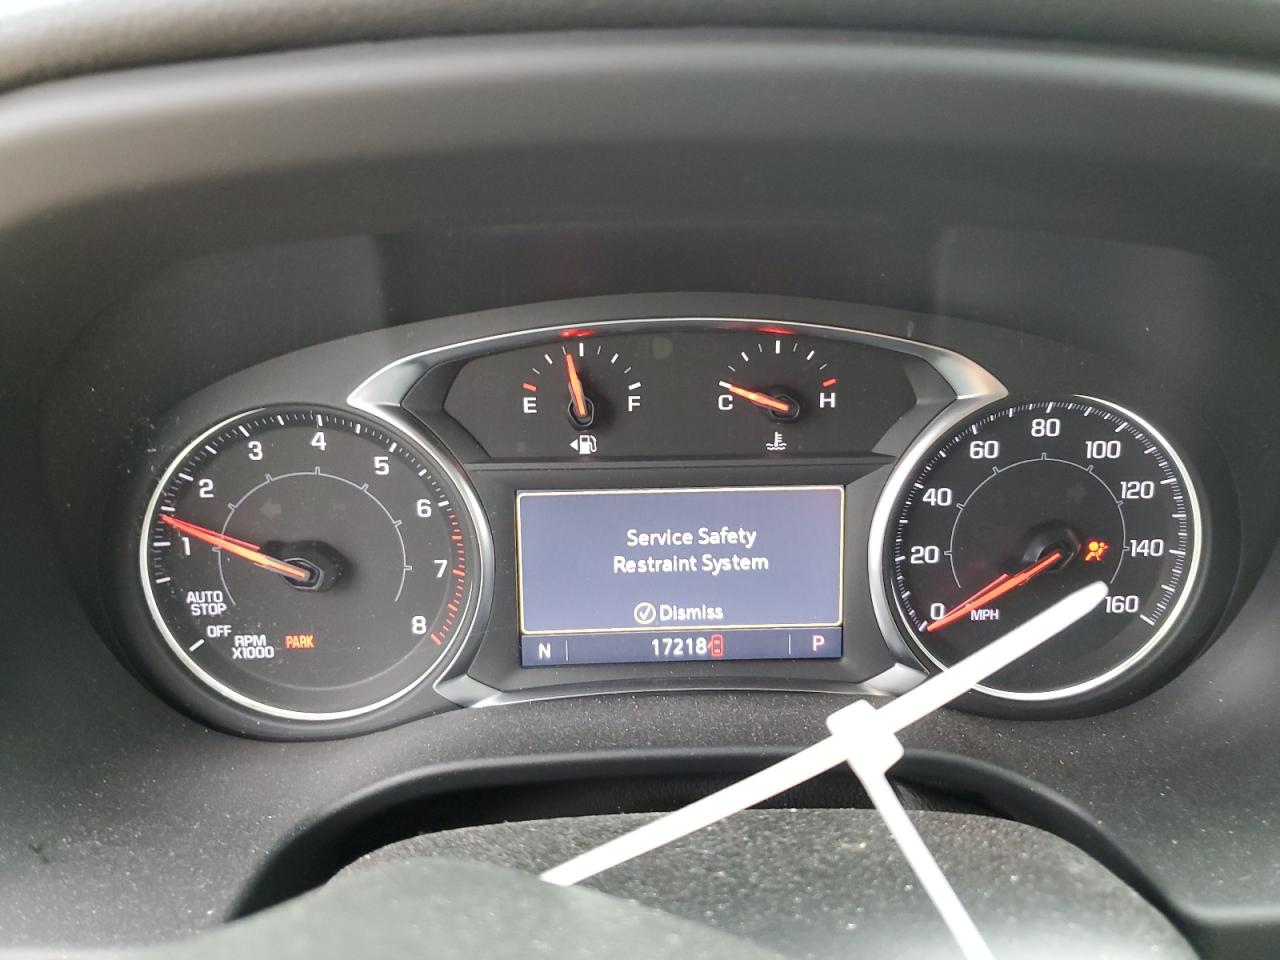 E
F
C
H
1
2
3
4
5
6
7
8
AUTO
STOP
OFF
RPM
X1000
PARK
Service Safety
Restraint System
Dismiss
N
17218
P
0
20
40
60
80
100
120
140
160
MPH